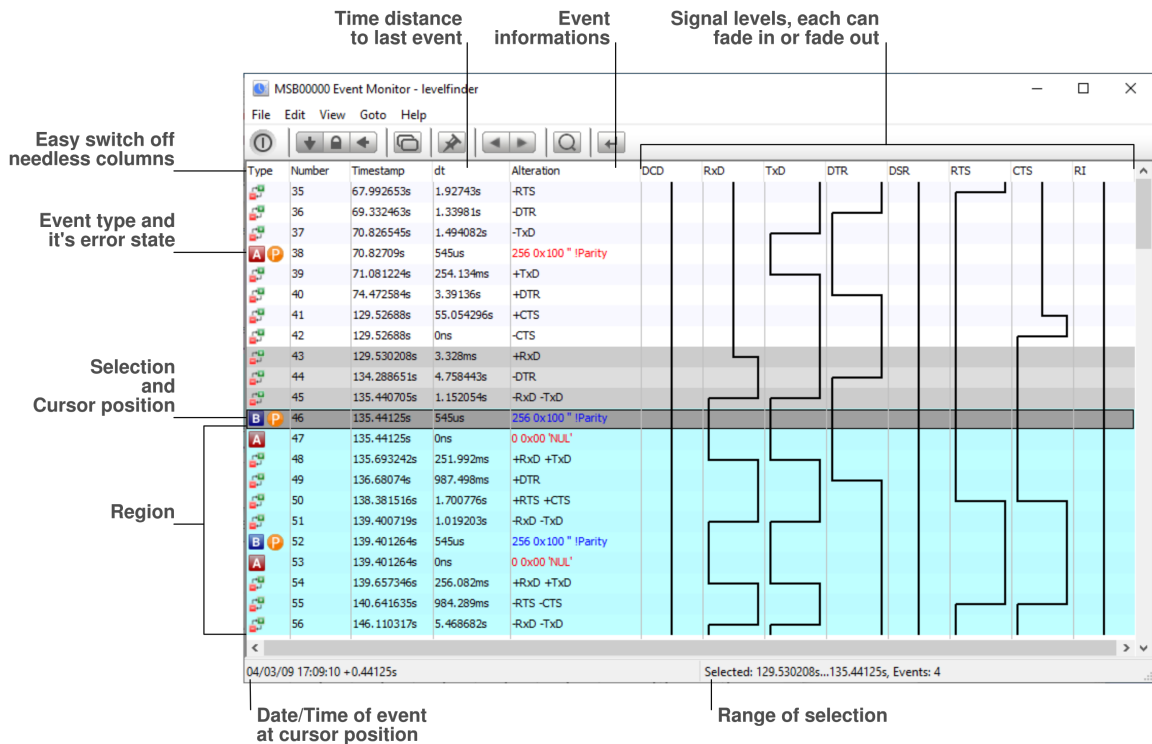 Time distance
to last event
Event
informations
Signal levels, each can
fade in or fade out
MSB00000 Event Monitor - levelfinder
File Edit View Goto Help
Easy switch off
needless columns
Type Number Timestamp dt Alteration DCD RxD TxD DTR DSR RTS CTS RI
35 67.992653s 1.92743s -RTS
36 69.332463s 1.33981s -DTR
Event type and
it's error state
37 70.826545s 1.494082s -TxD
A P 38 70.82709s 545us 256 0x100 '' !Parity
39 71.081224s 254.134ms +TxD
40 74.472584s 3.39136s +DTR
41 129.52688s 55.054296s +CTS
42 129.52688s 0ns -CTS
43 129.530208s 3.328ms +RxD
Selection
and
Cursor position
44 134.288651s 4.758443s -DTR
45 135.440705s 1.152054s -RxD -TxD
B P 46 135.44125s 545us 256 0x100 '' !Parity
A 47 135.44125s 0ns 0 0x00 'NUL'
48 135.693242s 251.992ms +RxD +TxD
49 136.68074s 987.498ms +DTR
Region
50 138.381516s 1.700776s +RTS +CTS
51 139.400719s 1.019203s -RxD -TxD
B P 52 139.401264s 545us 256 0x100 '' !Parity
A 53 139.401264s 0ns 0 0x00 'NUL'
54 139.657346s 256.082ms +RxD +TxD
55 140.641635s 984.289ms -RTS -CTS
56 146.110317s 5.468682s -RxD -TxD
04/03/09 17:09:10 +0.44125s Selected: 129.530208s...135.44125s, Events: 4
Date/Time of event
at cursor position
Range of selection